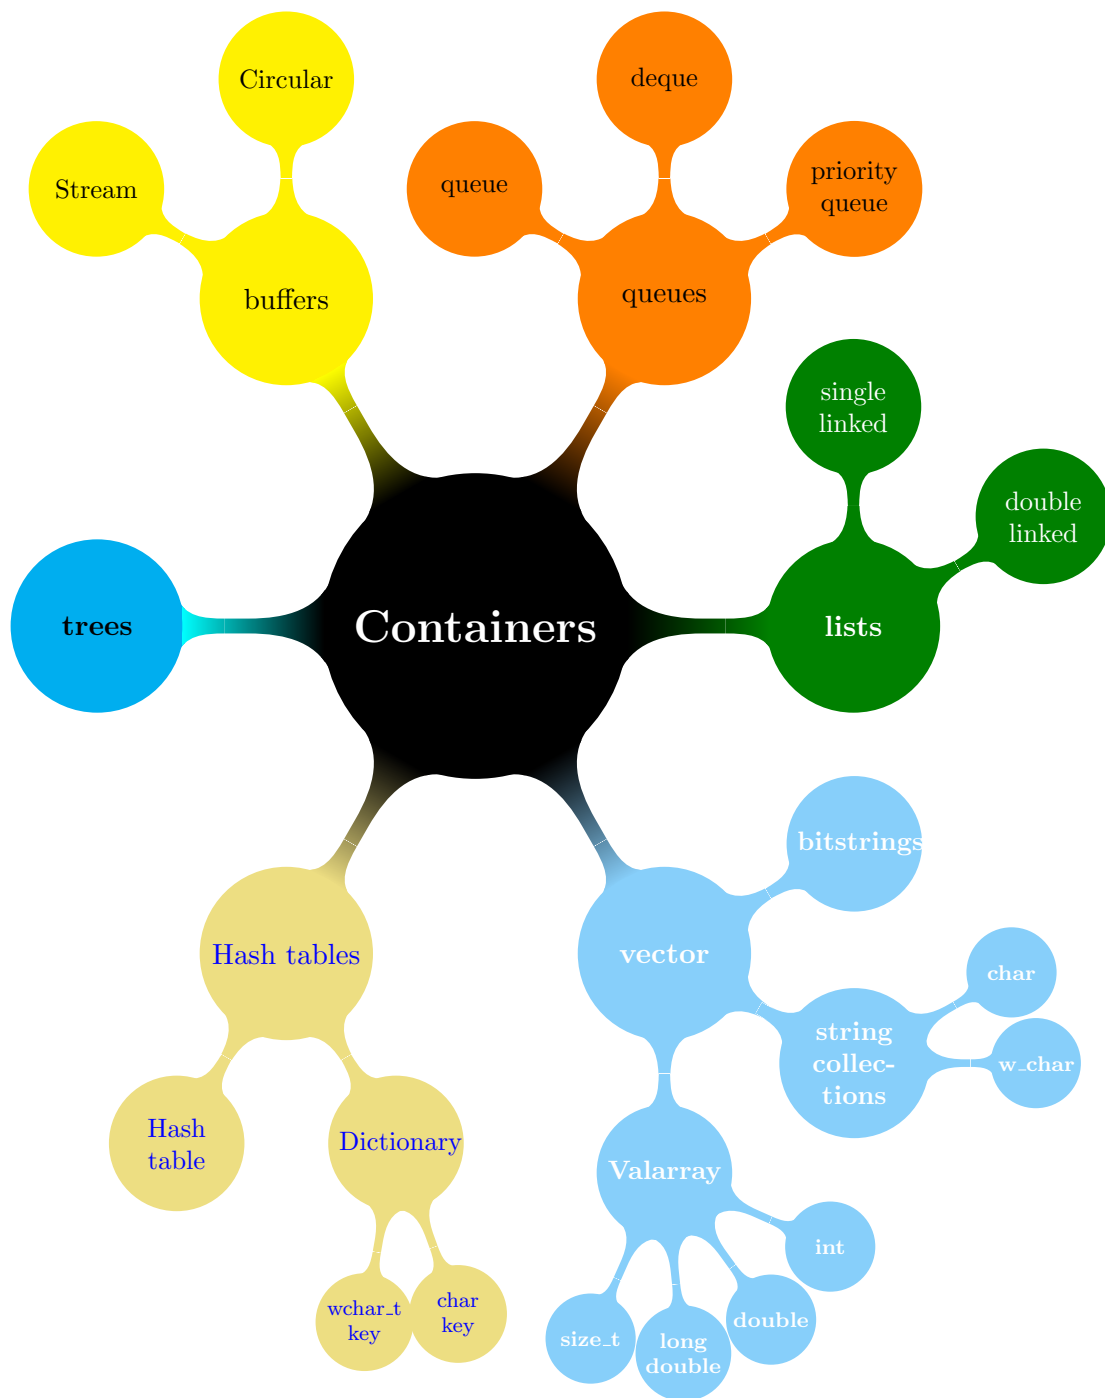 Circular
deque
Stream
queue
priority
queue
buffers
queues
single
linked
double
linked
trees
Containers
lists
bitstrings
Hash tables
vector
char
string
collec-
tions
w_char
Hash
table
Dictionary
Valarray
int
wchar_t
key
char
key
size_t
long
double
double